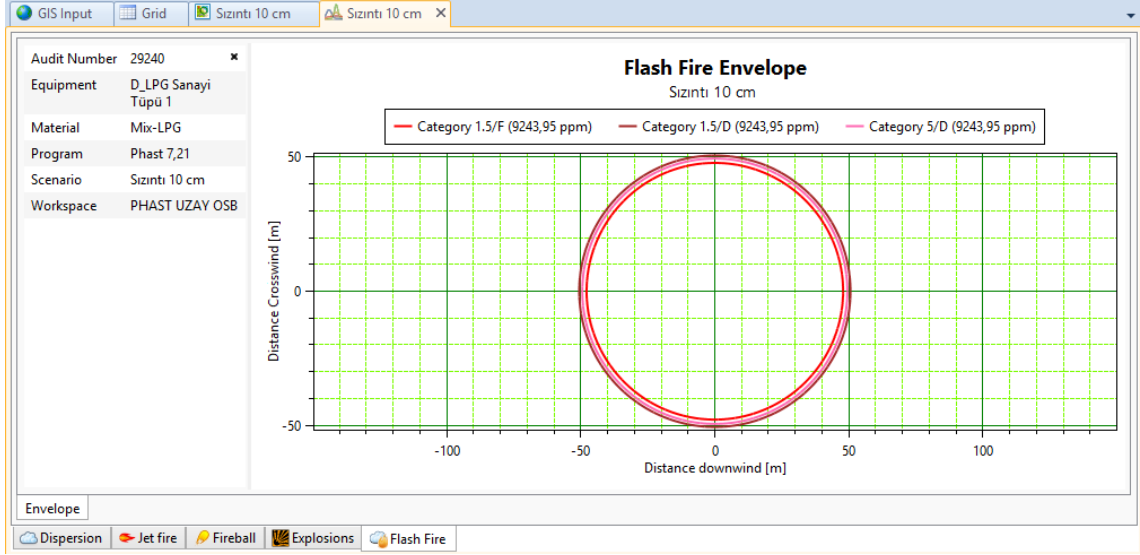 GIS Input Grid Sızıntı 10 cm Sızıntı 10 cm
Audit Number 29240
Equipment D_LPG Sanayi
Tüpü 1
Material Mix-LPG
Program Phast 7,21
Scenario Sızıntı 10 cm
Workspace PHAST UZAY OSB
Flash Fire Envelope
Sızıntı 10 cm
Category 1.5/F (9243,95 ppm) Category 1.5/D (9243,95 ppm) Category 5/D (9243,95 ppm)
50
0
-50
Distance Crosswind [m]
-100 -50 0 50 100
Distance downwind [m]
Envelope
Dispersion Jet fire Fireball Explosions Flash Fire